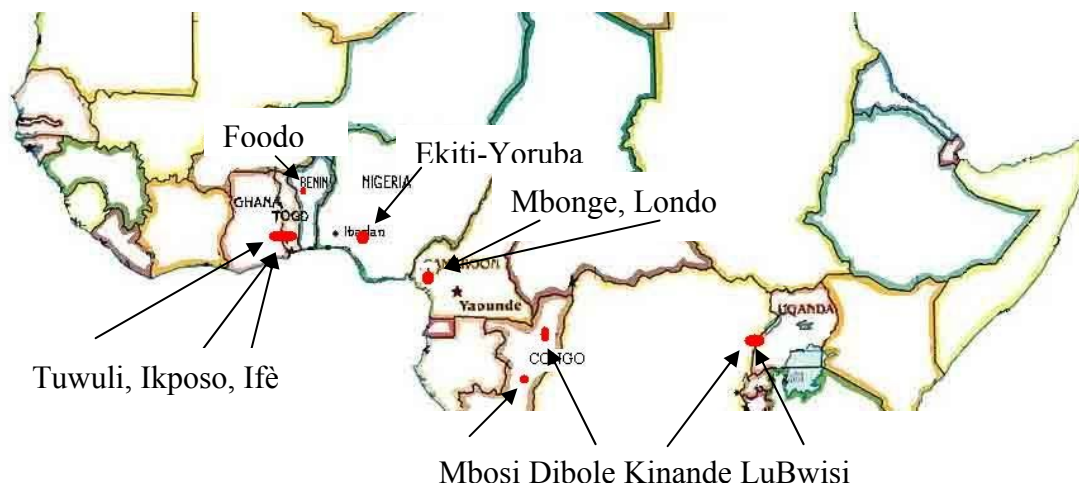 Foodo
Ekiti-Yoruba
BENIN
NIGERIA
Mbonge, Londo
GHANA
TOGO
Ibadan
CAMEROON
Yaounde
UGANDA
CONGO
Tuwuli, Ikposo, Ifè
Mbosi Dibole Kinande LuBwisi